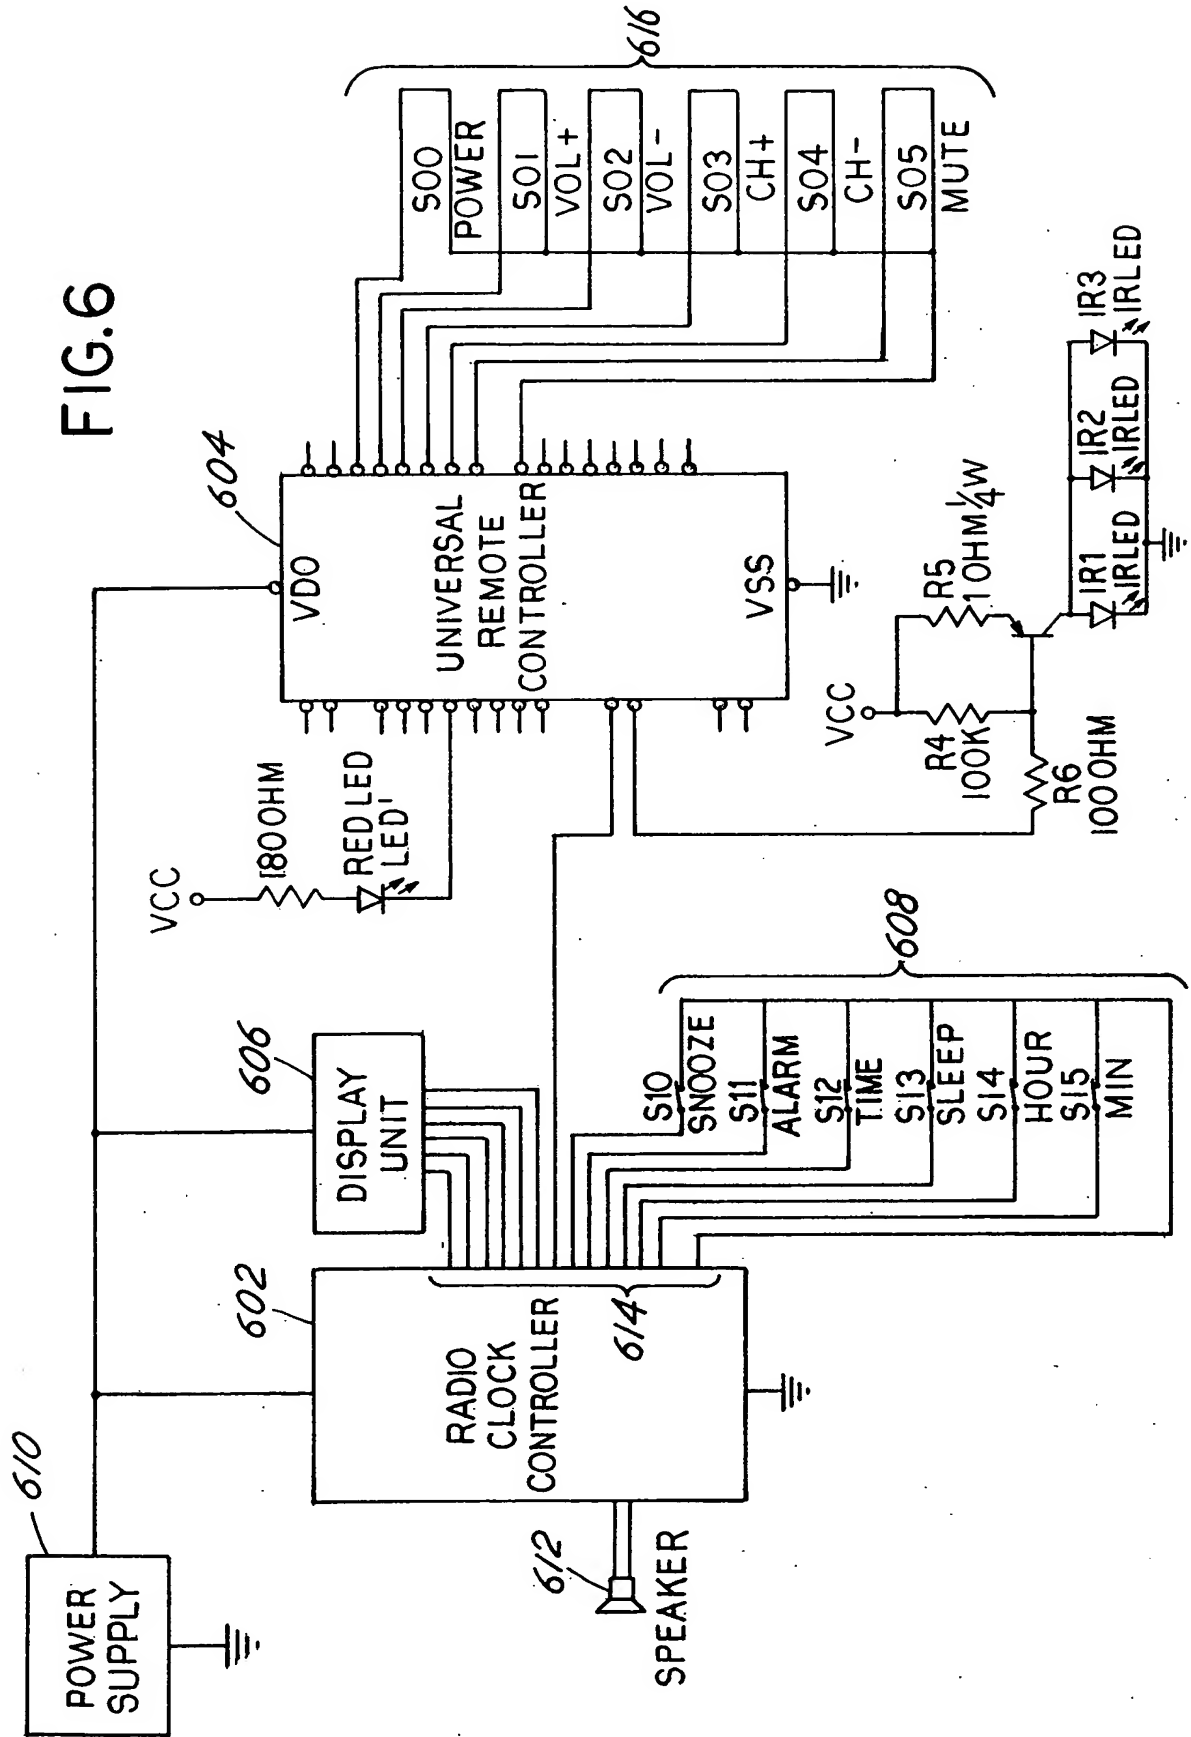 FIG.6
610
POWER
SUPPLY
602
RADIO
CLOCK
CONTROLLER
614
612
SPEAKER
606
DISPLAY
UNIT
608
S10
SNOOZE
S11
ALARM
S12
TIME
S13
SLEEP
S14
HOUR
S15
MIN
VCC
180OHM
RED LED
LED'
604
VDO
UNIVERSAL
REMOTE
CONTROLLER
VSS
616
S00
POWER
S01
VOL+
S02
VOL-
S03
CH+
S04
CH-
S05
MUTE
VCC
R4
100K
R5
1OHM 1/4W
R6
100OHM
IR1
IRLED
IR2
IRLED
IR3
IRLED